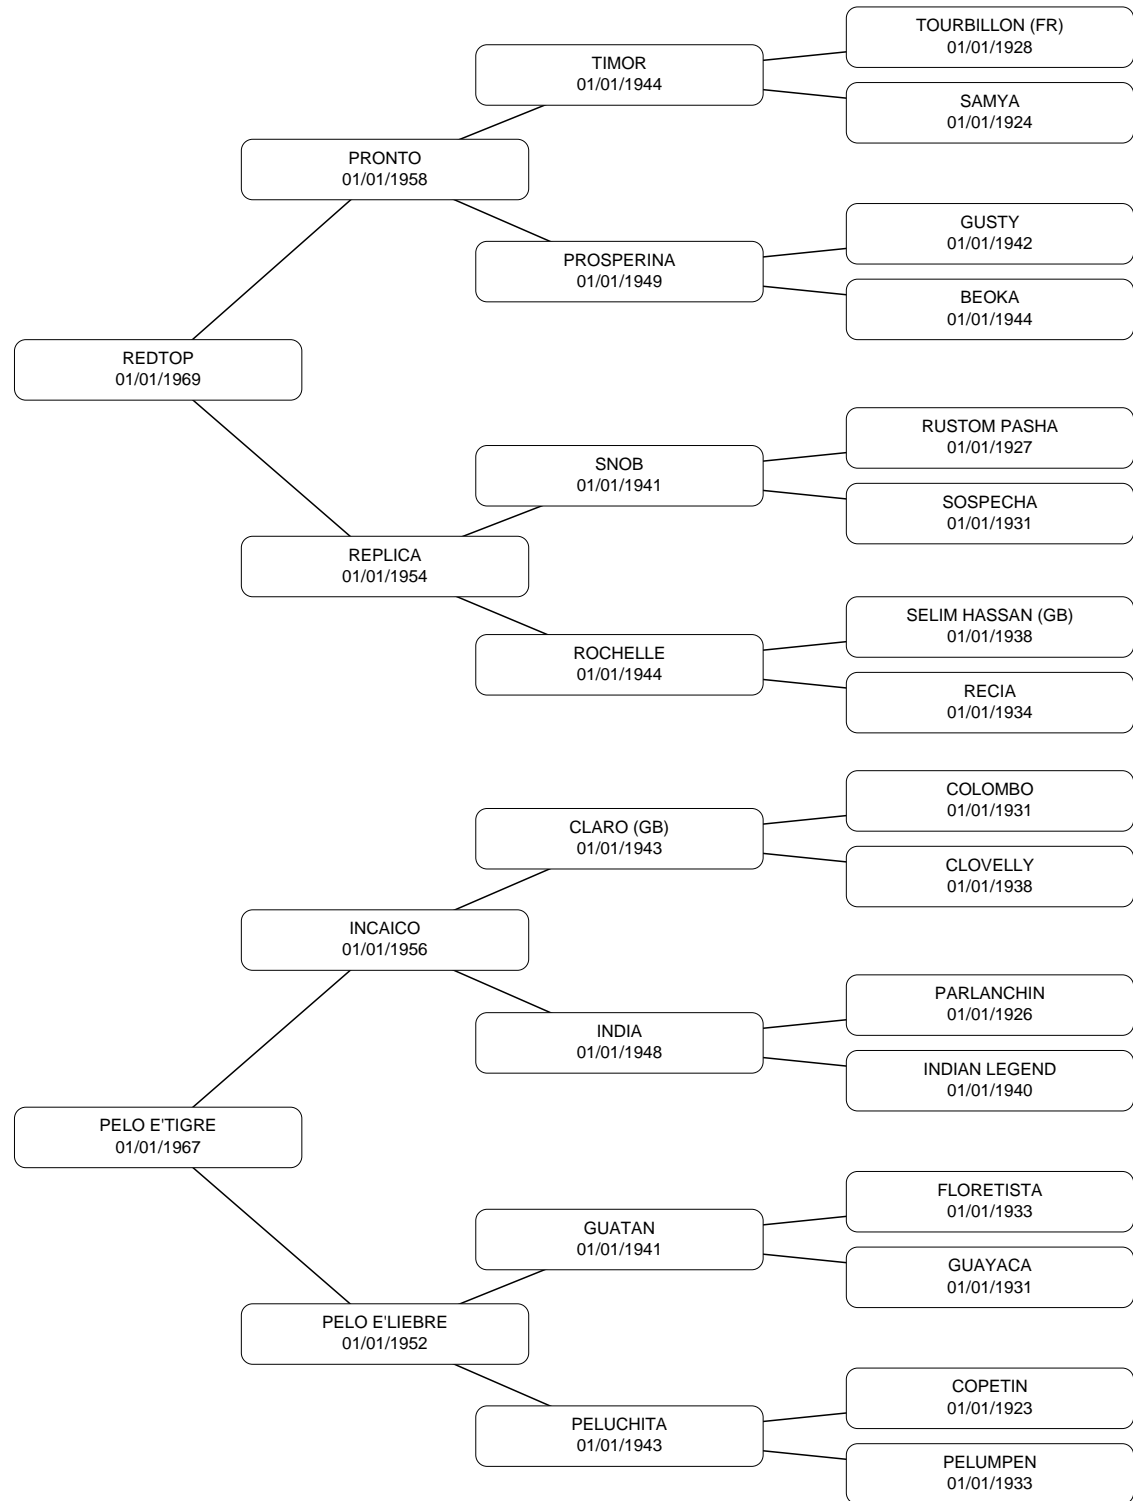 TOURBILLON (FR)
01/01/1928
TIMOR
01/01/1944
SAMYA
01/01/1924
PRONTO
01/01/1958
GUSTY
01/01/1942
PROSPERINA
01/01/1949
BEOKA
01/01/1944
REDTOP
01/01/1969
RUSTOM PASHA
01/01/1927
SNOB
01/01/1941
SOSPECHA
01/01/1931
REPLICA
01/01/1954
SELIM HASSAN (GB)
01/01/1938
ROCHELLE
01/01/1944
RECIA
01/01/1934
COLOMBO
01/01/1931
CLARO (GB)
01/01/1943
CLOVELLY
01/01/1938
INCAICO
01/01/1956
PARLANCHIN
01/01/1926
INDIA
01/01/1948
INDIAN LEGEND
01/01/1940
PELO E'TIGRE
01/01/1967
FLORETISTA
01/01/1933
GUATAN
01/01/1941
GUAYACA
01/01/1931
PELO E'LIEBRE
01/01/1952
COPETIN
01/01/1923
PELUCHITA
01/01/1943
PELUMPEN
01/01/1933